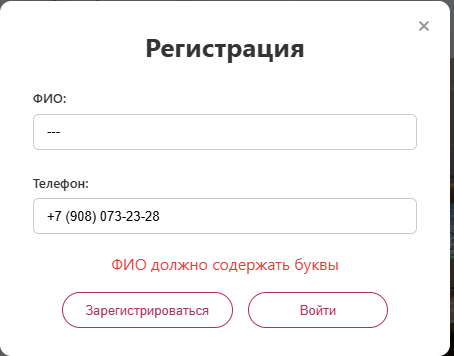 ×
Регистрация
ФИО:
---
Телефон:
+7 (908) 073-23-28
ФИО должно содержать буквы
Зарегистрироваться
Войти